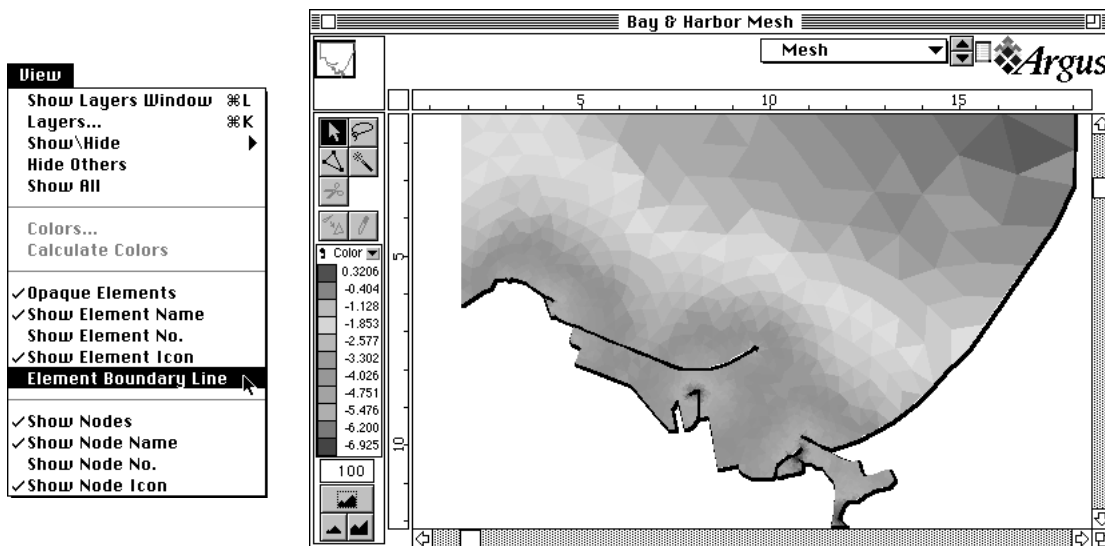 View
Show Layers Window ⌘L
Layers... ⌘K
Show\Hide
Hide Others
Show All
Colors...
Calculate Colors
✓Opaque Elements
✓Show Element Name
Show Element No.
✓Show Element Icon
Element Boundary Line
✓Show Nodes
✓Show Node Name
Show Node No.
✓Show Node Icon
Bay & Harbor Mesh
Mesh
Argus
5 10 15
5
10
Color
0.3206
-0.404
-1.128
-1.853
-2.577
-3.302
-4.026
-4.751
-5.476
-6.200
-6.925
100